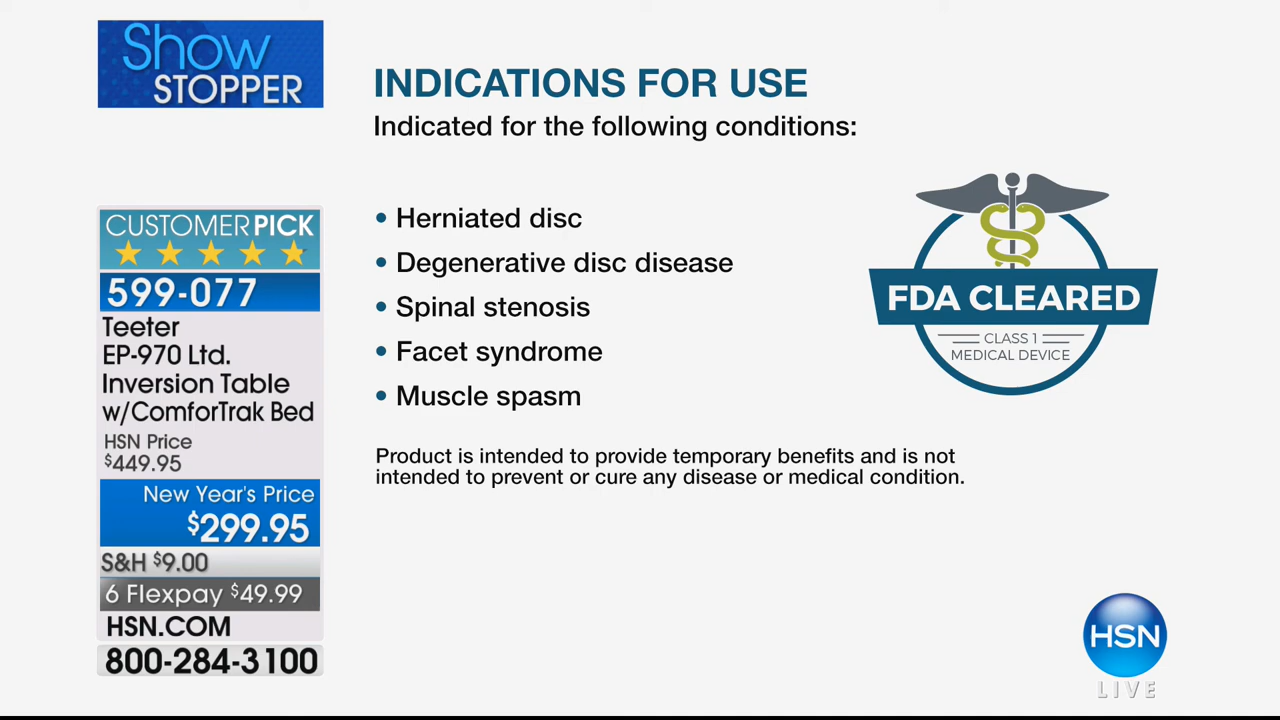 Show
STOPPER
INDICATIONS FOR USE
Indicated for the following conditions:
• Herniated disc
• Degenerative disc disease
• Spinal stenosis
• Facet syndrome
• Muscle spasm
Product is intended to provide temporary benefits and is not
intended to prevent or cure any disease or medical condition.
FDA CLEARED
CLASS 1
MEDICAL DEVICE
CUSTOMER PICK
599-077
Teeter
EP-970 Ltd.
Inversion Table
w/ComforTrak Bed
HSN Price
$449.95
New Year's Price
$299.95
S&H $9.00
6 Flexpay $49.99
HSN.COM
800-284-3100
HSN
LIVE